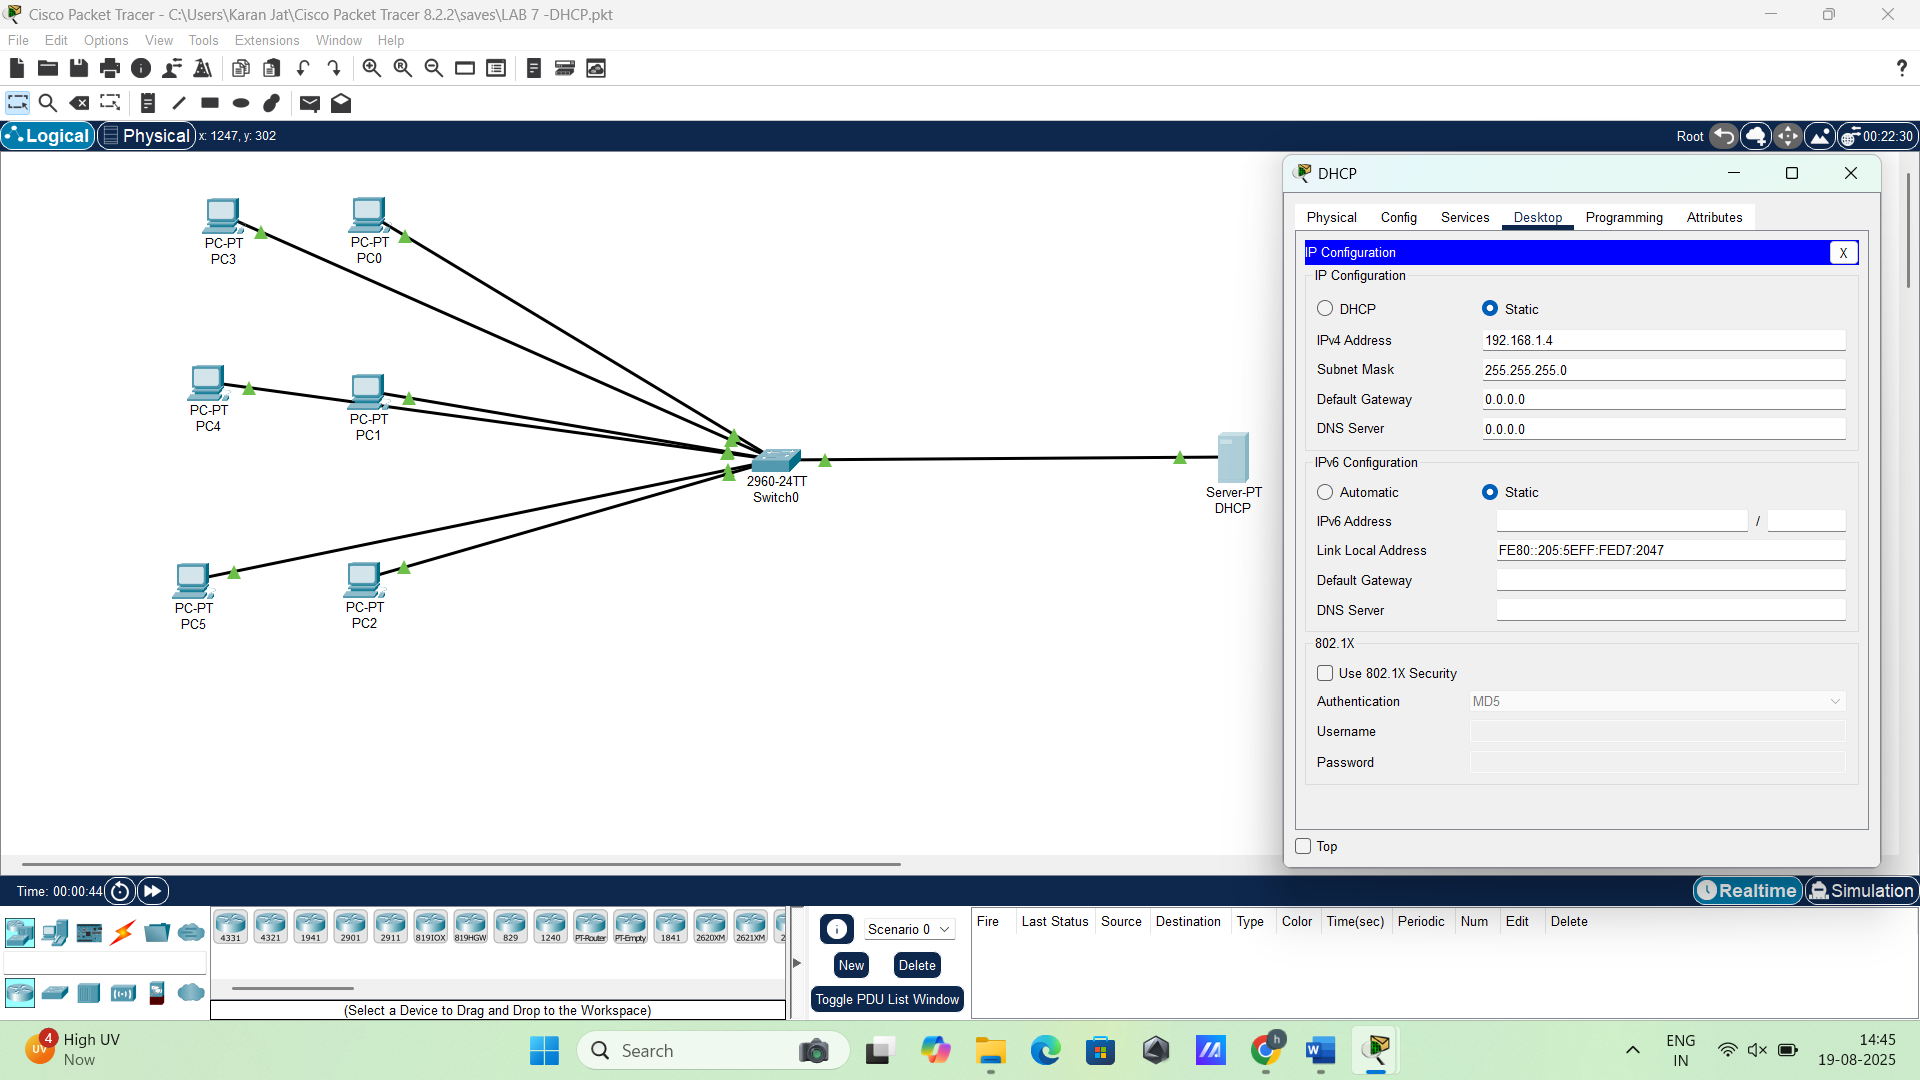 Cisco Packet Tracer - C:\Users\Karan Jat\Cisco Packet Tracer 8.2.2\saves\LAB 7 -DHCP.pkt
File Edit Options View Tools Extensions Window Help
?
Logical Physical x: 1247, y: 302 Root 00:22:30
PC-PT
PC3
PC-PT
PC0
PC-PT
PC4
PC-PT
PC1
2960-24TT
Switch0
Server-PT
DHCP
PC-PT
PC5
PC-PT
PC2
DHCP
Physical Config Services Desktop Programming Attributes
IP Configuration X
IP Configuration
DHCP Static
IPv4 Address 192.168.1.4
Subnet Mask 255.255.255.0
Default Gateway 0.0.0.0
DNS Server 0.0.0.0
IPv6 Configuration
Automatic Static
IPv6 Address /
Link Local Address FE80::205:5EFF:FED7:2047
Default Gateway
DNS Server
802.1X
Use 802.1X Security
Authentication MD5
Username
Password
Top
Time: 00:00:44 Realtime Simulation
4331 4321 1941 2901 2911 819IOX 819HGW 829 1240 PT-Router PT-Empty 1841 2620XM 2621XM 2
(Select a Device to Drag and Drop to the Workspace)
Scenario 0
New Delete
Toggle PDU List Window
Fire Last Status Source Destination Type Color Time(sec) Periodic Num Edit Delete
UV 4 High UV
Now
Search
h
W
ENG
IN
14:45
19-08-2025